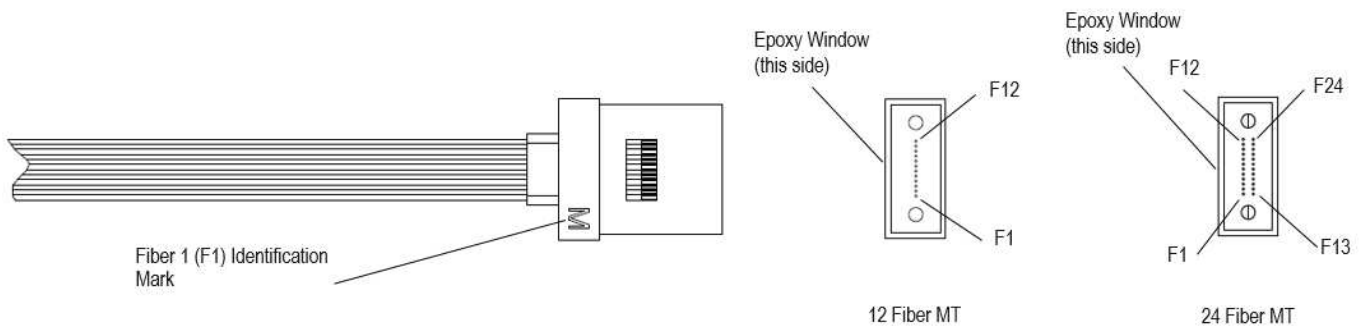 M
Fiber 1 (F1) Identification
Mark
Epoxy Window
(this side)
F12
F1
12 Fiber MT
Epoxy Window
(this side)
F12
F24
F1
F13
24 Fiber MT